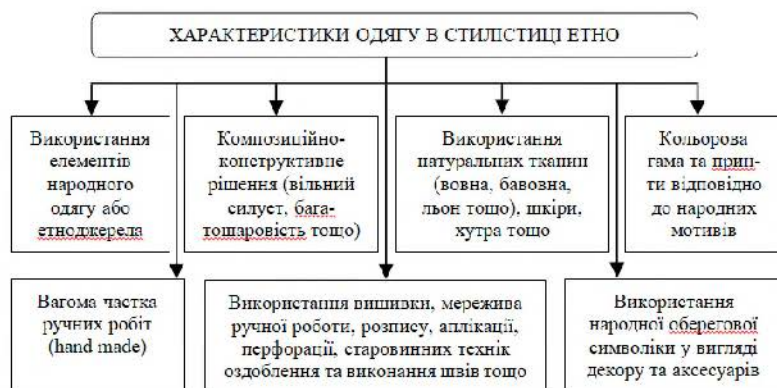 ХАРАКТЕРИСТИКИ ОДЯГУ В СТИЛІСТИЦІ ЕТНО
Використання
елементів
народного
одягу або
етноджерела
Композиційно-
конструктивне
рішення (вільний
силует, бага-
тошаровість тощо)
Використання
натуральних тканин
(вовна, бавовна,
льон тощо), шкіри,
хутра тощо
Кольорова
гама та прин-
ти відповідно
до народних
мотивів
Вагома частка
ручних робіт
(hand made)
Використання вишивки, мережива
ручної роботи, розпису, аплікації,
перфорації, старовинних технік
оздоблення та виконання швів тощо
Використання
народної оберегової
символіки у вигляді
декору та аксесуарів